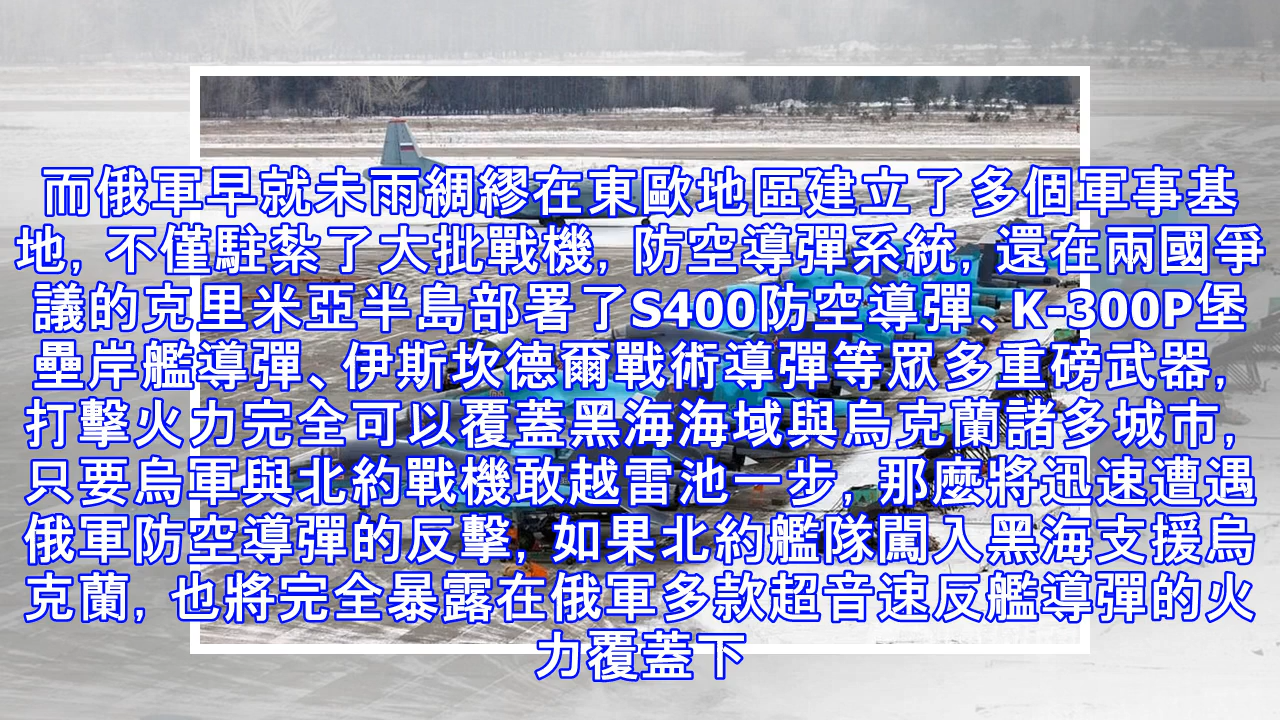 而俄軍早就未雨綢繆在東歐地區建立了多個軍事基
地, 不僅駐紮了大批戰機, 防空導彈系統, 還在兩國爭
議的克里米亞半島部署了S400防空導彈、K-300P堡
壘岸艦導彈、伊斯坎德爾戰術導彈等眾多重磅武器,
打擊火力完全可以覆蓋黑海海域與烏克蘭諸多城市,
只要烏軍與北約戰機敢越雷池一步, 那麼將迅速遭遇
俄軍防空導彈的反擊, 如果北約艦隊闖入黑海支援烏
克蘭, 也將完全暴露在俄軍多款超音速反艦導彈的火
力覆蓋下